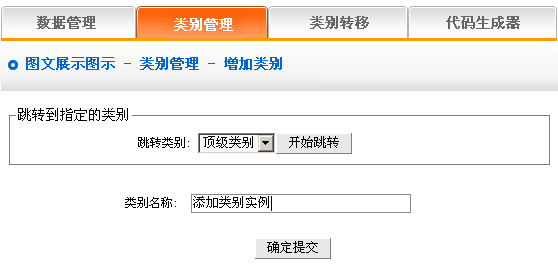 数据管理 类别管理 类别转移 代码生成器
图文展示图示 - 类别管理 - 增加类别
跳转到指定的类别
跳转类别: 顶级类别 开始跳转
类别名称: 添加类别实例
确定提交